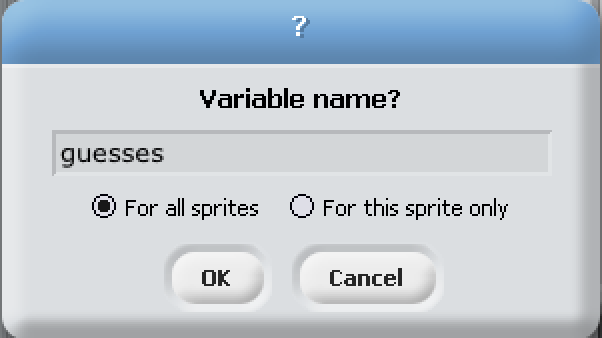 ?
Variable name?
guesses
For all sprites For this sprite only
OK Cancel